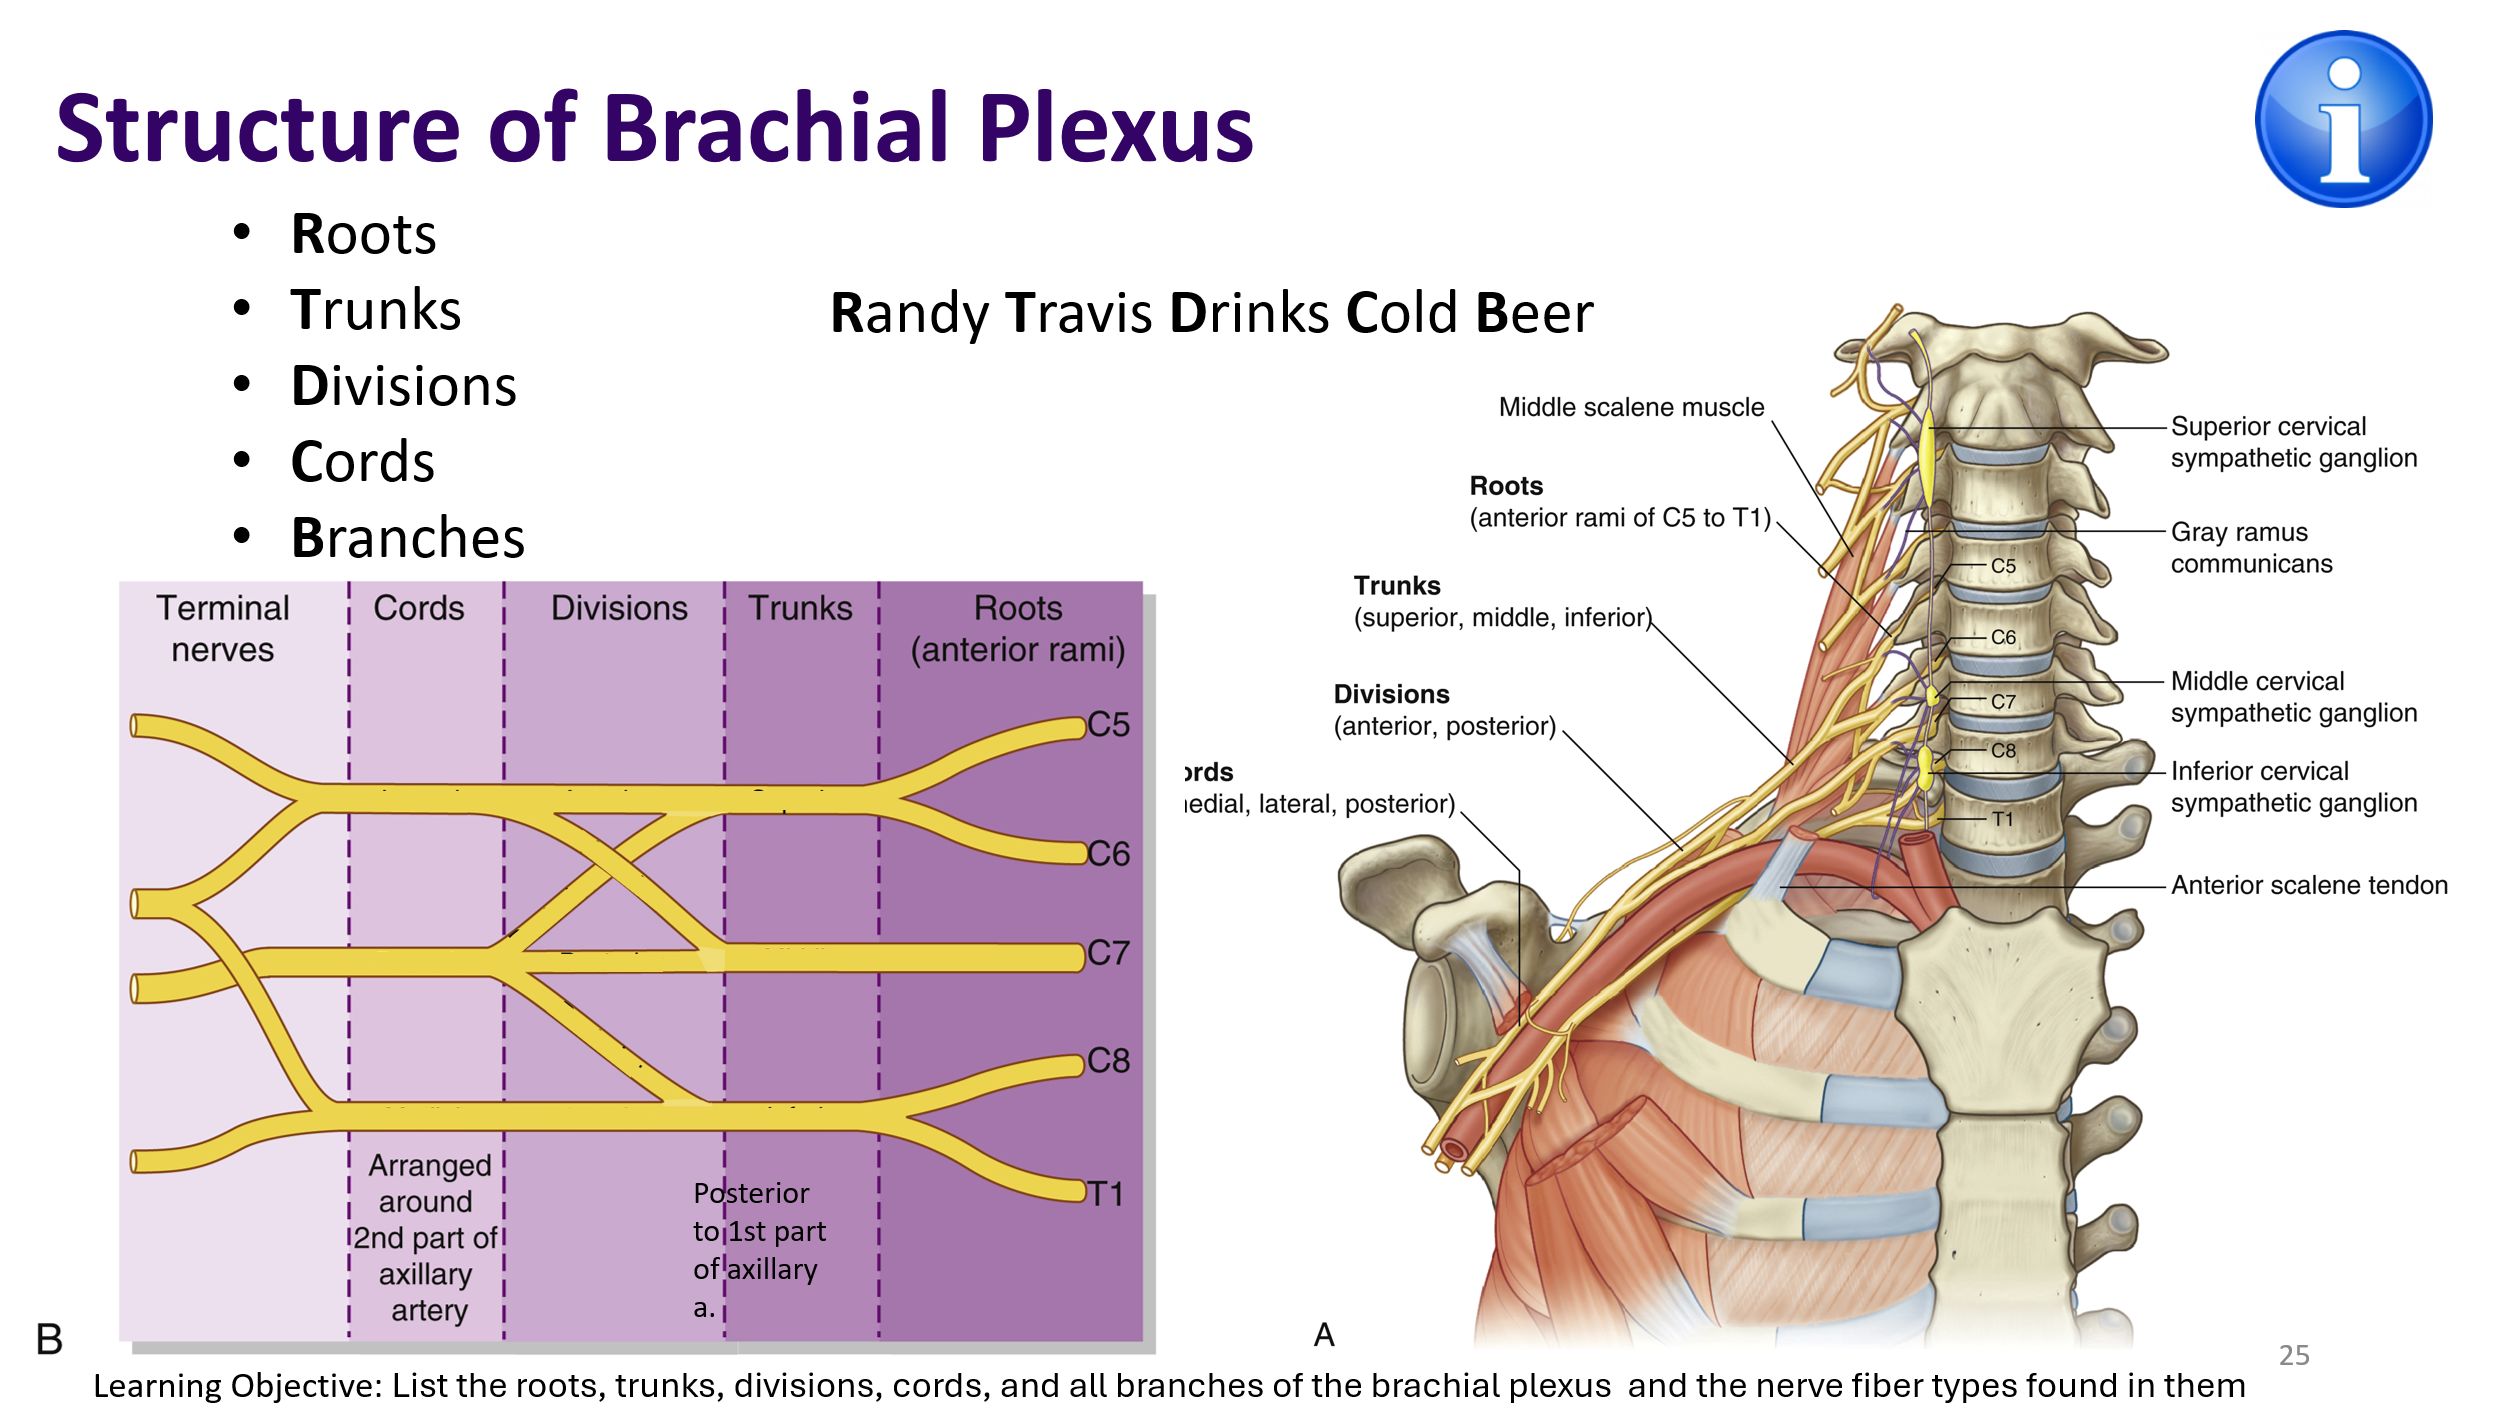 Structure of Brachial Plexus
• Roots
• Trunks
• Divisions
• Cords
• Branches
Randy Travis Drinks Cold Beer
Terminal
nerves
Cords
Divisions
Trunks
Roots
(anterior rami)
C5
C6
C7
C8
T1
Arranged
around
2nd part of
axillary
artery
Posterior
to 1st part
of axillary
a.
B
Middle scalene muscle
Roots
(anterior rami of C5 to T1)
Trunks
(superior, middle, inferior)
Divisions
(anterior, posterior)
ords
edial, lateral, posterior)
C5
C6
C7
C8
T1
Superior cervical
sympathetic ganglion
Gray ramus
communicans
Middle cervical
sympathetic ganglion
Inferior cervical
sympathetic ganglion
Anterior scalene tendon
A
25
Learning Objective: List the roots, trunks, divisions, cords, and all branches of the brachial plexus and the nerve fiber types found in them